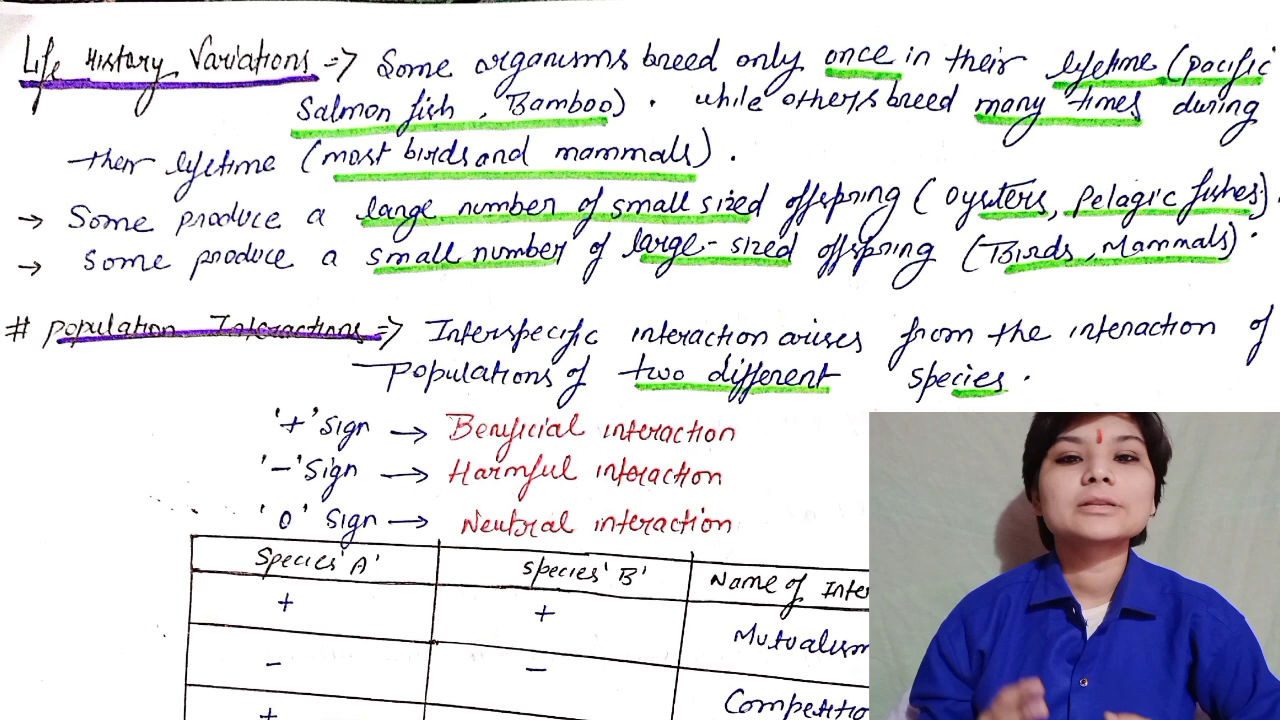 Life History Variations => Some organisms breed only once in their lifetime (pacific
Salmon fish, Bamboo). while others breed many times during
their lifetime (most birds and mammals).
→ Some produce a large number of small sized offspring (Oysters, Pelagic fishes).
→ Some produce a small number of large-sized offspring (Birds, Mammals).
# Population Interactions => Interspecific interaction arises from the interaction of
Populations of two different species.
'+' sign → Beneficial interaction
'-' sign → Harmful interaction
'0' sign → Neutral interaction
Species 'A' Species 'B' Name of Inte
+ + Mutualism
- - Competitio
+